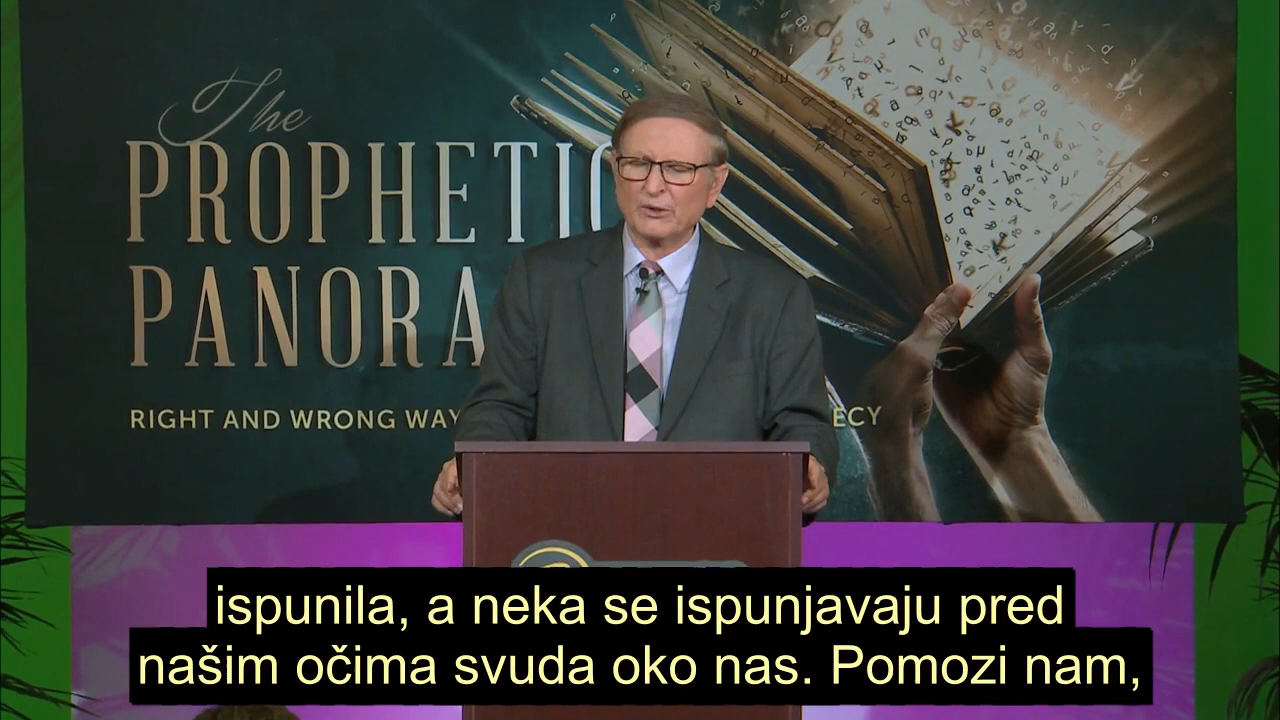 The
PROPHETIC
PANORA
RIGHT AND WRONG WAY
ECY
ispunila, a neka se ispunjavaju pred
našim očima svuda oko nas. Pomozi nam,